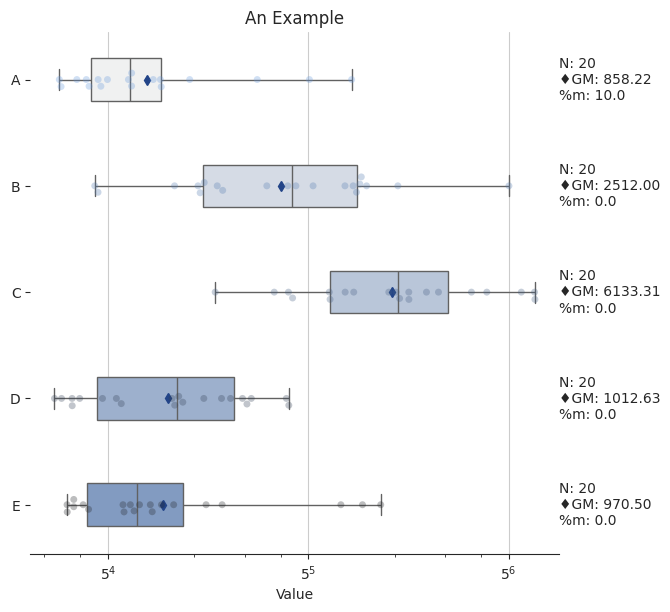 An Example
A
N: 20
♦GM: 858.22
%m: 10.0
B
N: 20
♦GM: 2512.00
%m: 0.0
C
N: 20
♦GM: 6133.31
%m: 0.0
D
N: 20
♦GM: 1012.63
%m: 0.0
E
N: 20
♦GM: 970.50
%m: 0.0
5⁴ 5⁵ 5⁶
Value